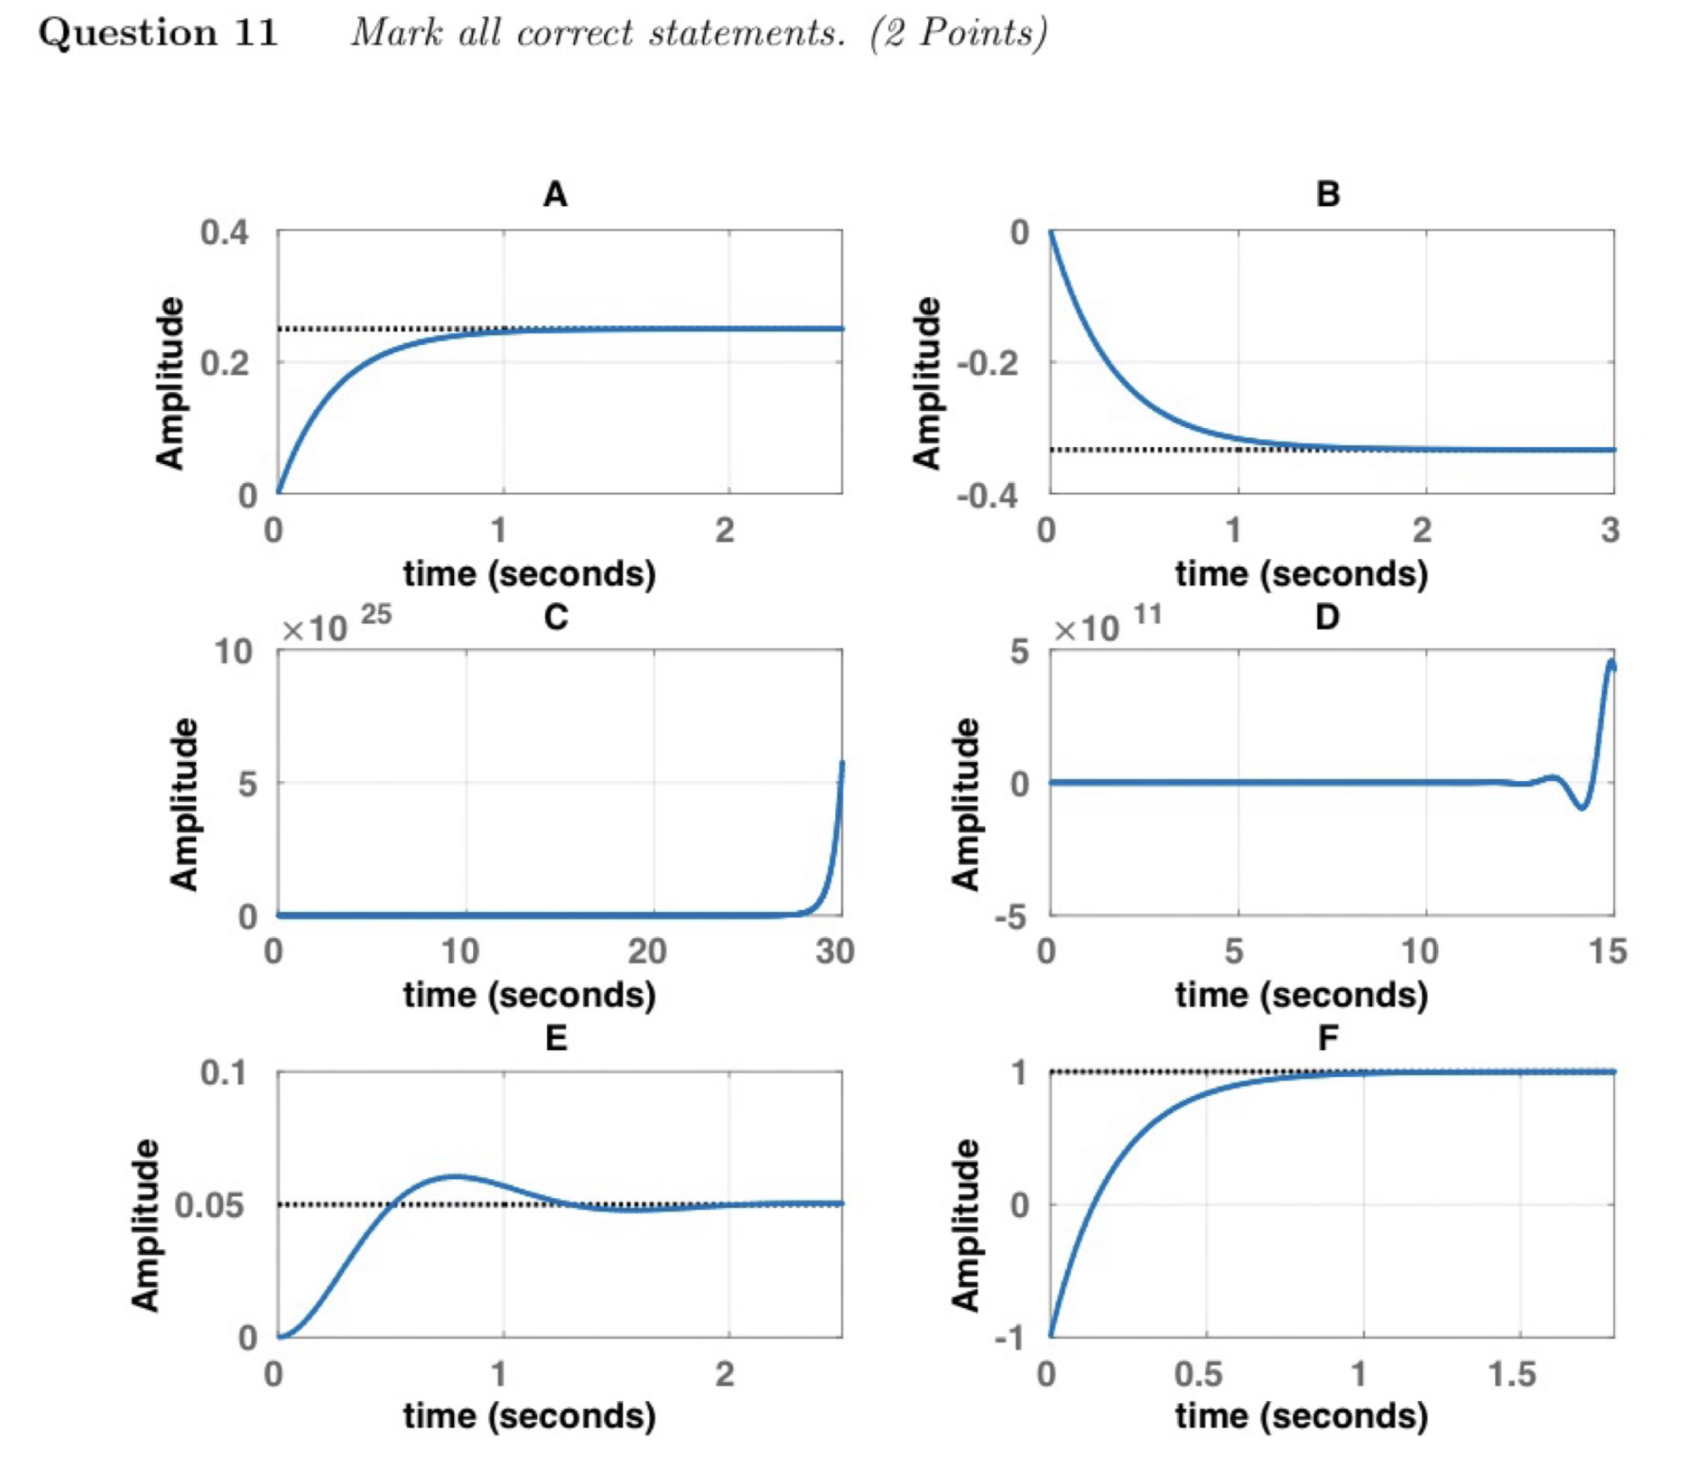 Question 11 Mark all correct statements. (2 Points)
A
0.4
0.2
0
Amplitude
0 1 2
time (seconds)
B
0
-0.2
-0.4
Amplitude
0 1 2 3
time (seconds)
C
×10 25
10
5
0
Amplitude
0 10 20 30
time (seconds)
D
×10 11
5
0
-5
Amplitude
0 5 10 15
time (seconds)
E
0.1
0.05
0
Amplitude
0 1 2
time (seconds)
F
1
0
-1
Amplitude
0 0.5 1 1.5
time (seconds)